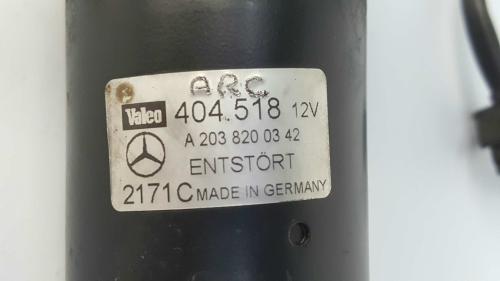 ARC
Valeo 404.518 12V
A 203 820 03 42
ENTSTÖRT
2171C MADE IN GERMANY